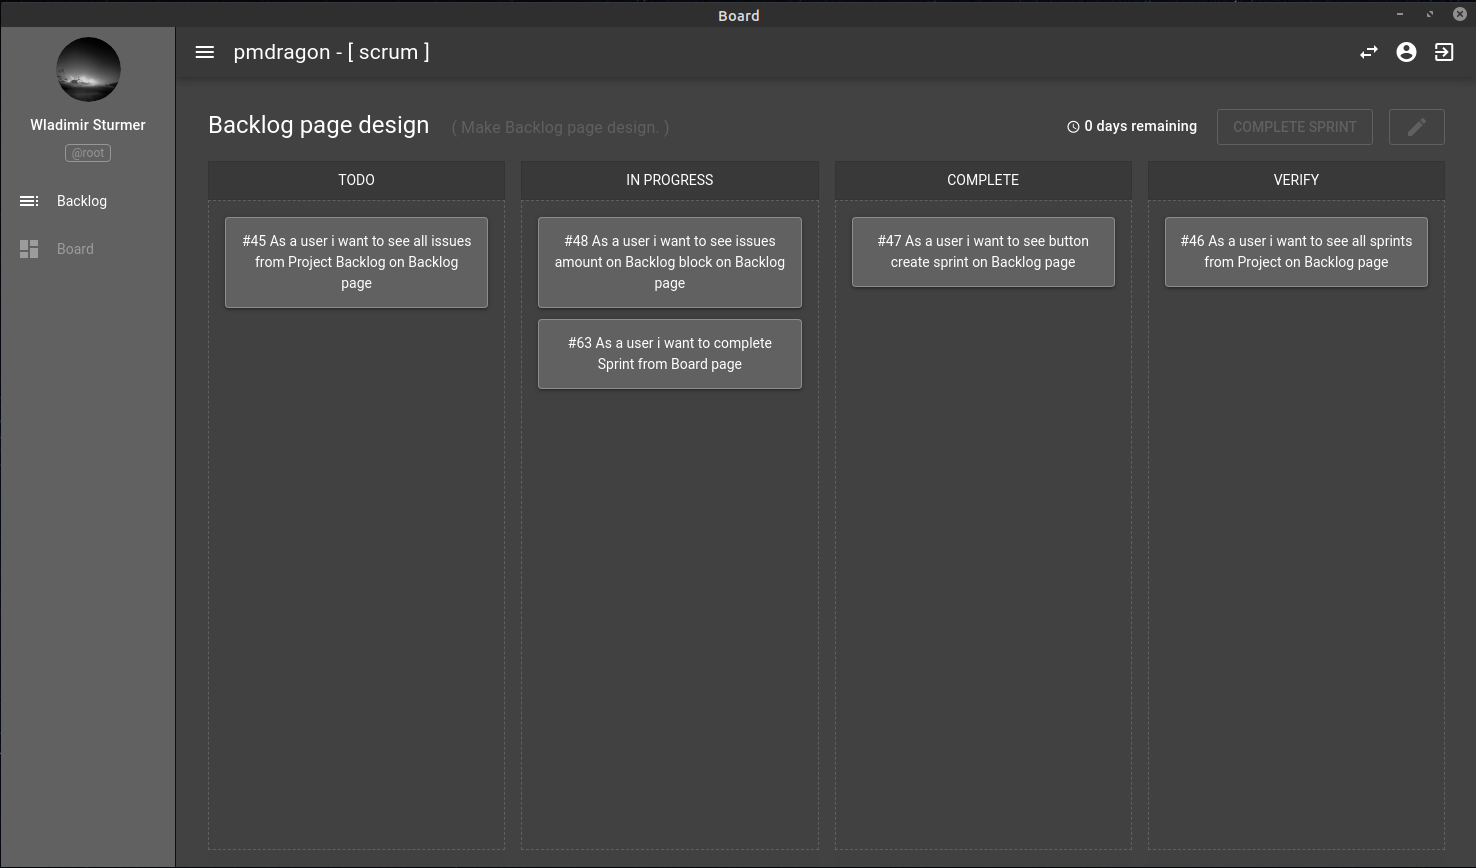 Board
Wladimir Sturmer
@root
Backlog
Board
pmdragon - [ scrum ]
Backlog page design
( Make Backlog page design. )
0 days remaining
COMPLETE SPRINT
TODO
#45 As a user i want to see all issues
from Project Backlog on Backlog
page
IN PROGRESS
#48 As a user i want to see issues
amount on Backlog block on Backlog
page
#63 As a user i want to complete
Sprint from Board page
COMPLETE
#47 As a user i want to see button
create sprint on Backlog page
VERIFY
#46 As a user i want to see all sprints
from Project on Backlog page